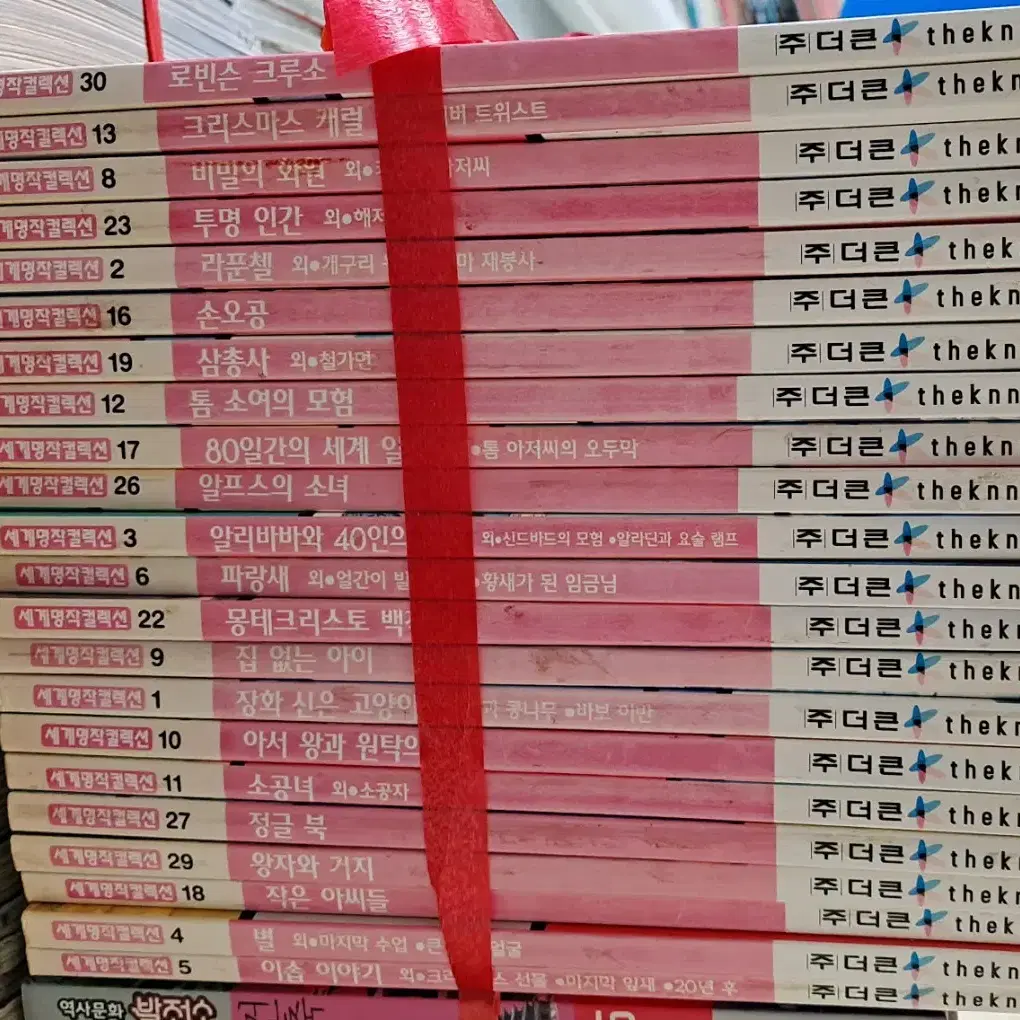 명작컬렉션 30 로빈슨 크루소 (주)더큰 thekn
계명작컬렉션 13 크리스마스 캐럴 버 트위스트 (주)더큰 thekn
계명작컬렉션 8 비밀의 화원 외● 저씨 (주)더큰 thekn
계명작컬렉션 23 투명 인간 외●해저 (주)더큰 thekn
계명작컬렉션 2 라푼첼 외●개구리 마 재봉사 (주)더큰 thekn
계명작컬렉션 16 손오공 (주)더큰 thekn
세계명작컬렉션 19 삼총사 외●철가면 (주)더큰 thekn
계명작컬렉션 12 톰 소여의 모험 (주)더큰 theknn
세계명작컬렉션 17 80일간의 세계 일 ●톰 아저씨의 오두막 (주)더큰 thekn
세계명작컬렉션 26 알프스의 소녀 (주)더큰 theknn
세계명작컬렉션 3 알리바바와 40인의 외●신드바드의 모험 ●알라딘과 요술 램프 (주)더큰 thekn
세계명작컬렉션 6 파랑새 외●얼간이 빌 ●황새가 된 임금님 (주)더큰 thekn
세계명작컬렉션 22 몽테크리스토 백 (주)더큰 thekn
세계명작컬렉션 9 집 없는 아이 (주)더큰 thekn
세계명작컬렉션 1 장화 신은 고양이 과 콩나무 ●바보 이반 (주)더큰 thekn
세계명작컬렉션 10 아서 왕과 원탁의 (주)더큰 thekn
세계명작컬렉션 11 소공녀 외●소공자 (주)더큰 thekn
세계명작컬렉션 27 정글 북 (주)더큰 thekn
세계명작컬렉션 29 왕자와 거지 (주)더큰 thekn
세계명작컬렉션 18 작은 아씨들 (주)더큰 thek
세계명작컬렉션 4 별 외●마지막 수업 ●큰 얼굴 (주)더큰 thekn
세계명작컬렉션 5 이솝 이야기 외●크리 스 선물 ●마지막 잎새 ●20년 후 (주)더큰 thekn
역사문화